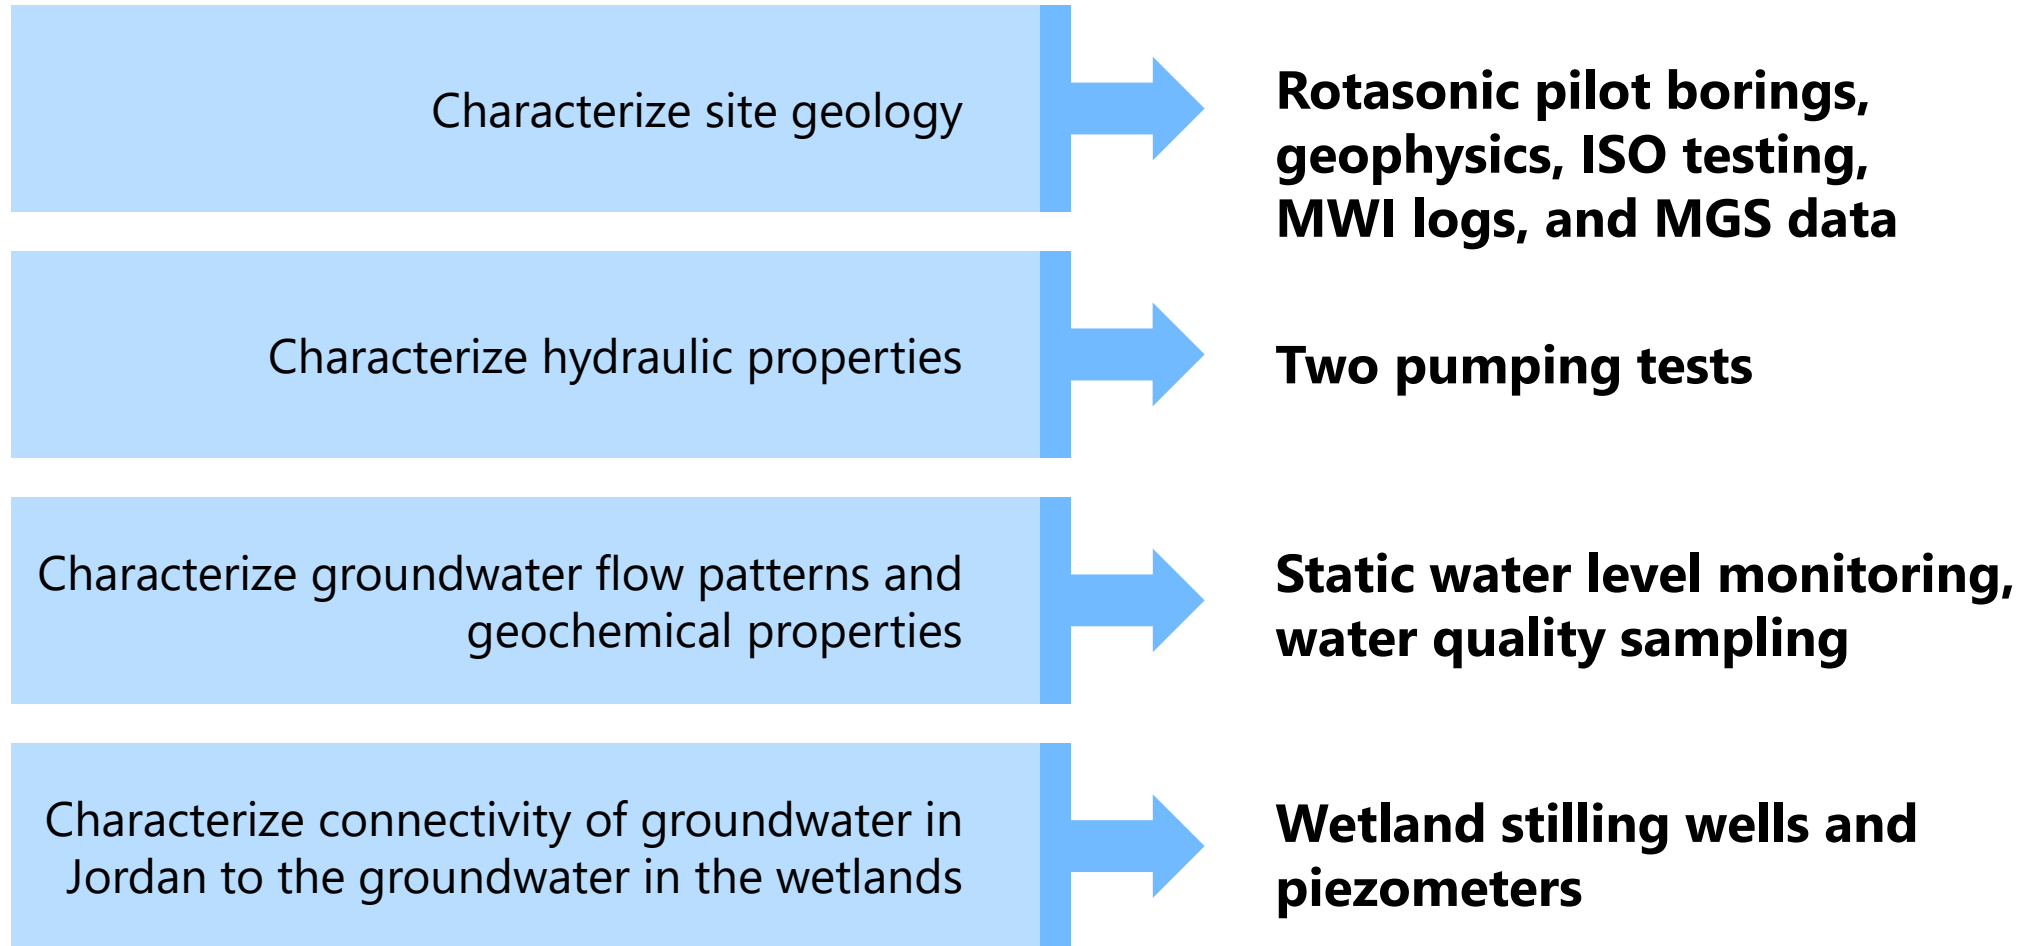 Characterize site geology
Rotasonic pilot borings,
geophysics, ISO testing,
MWI logs, and MGS data
Characterize hydraulic properties
Two pumping tests
Characterize groundwater flow patterns and
geochemical properties
Static water level monitoring,
water quality sampling
Characterize connectivity of groundwater in
Jordan to the groundwater in the wetlands
Wetland stilling wells and
piezometers